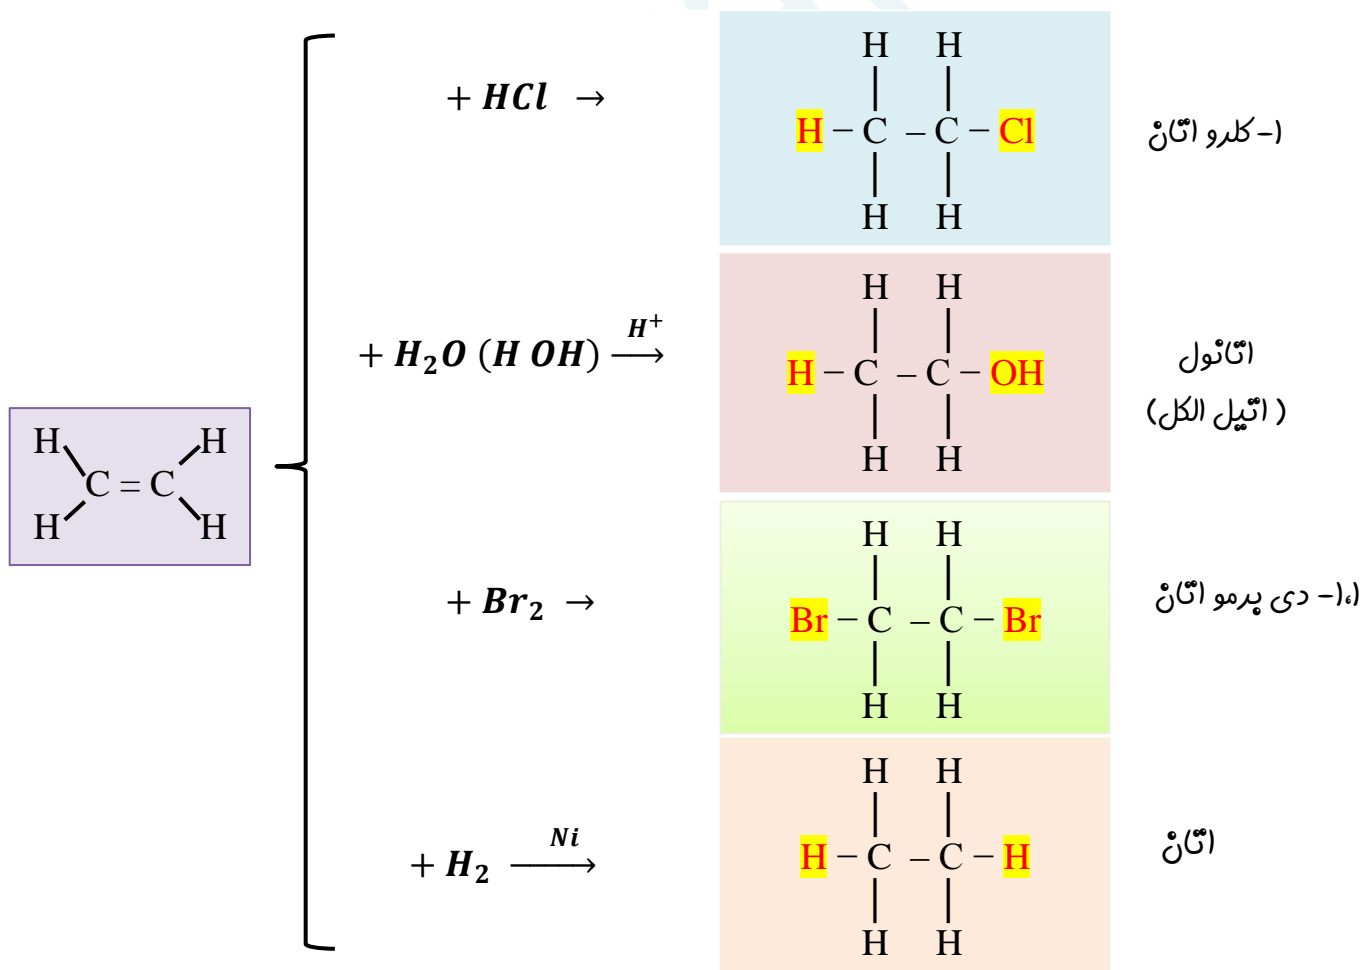 H H
+ HCl →
H – C – C – Cl
۱- کلرو اتان
H H
H H
+ H₂O (H OH) H⁺ →
H – C – C – OH
اتانول
( اتیل الکل)
H H
H H
C = C
H H
H H
+ Br₂ →
Br – C – C – Br
۱،۱- دی برمو اتان
H H
H H
+ H₂ Ni →
H – C – C – H
اتان
H H